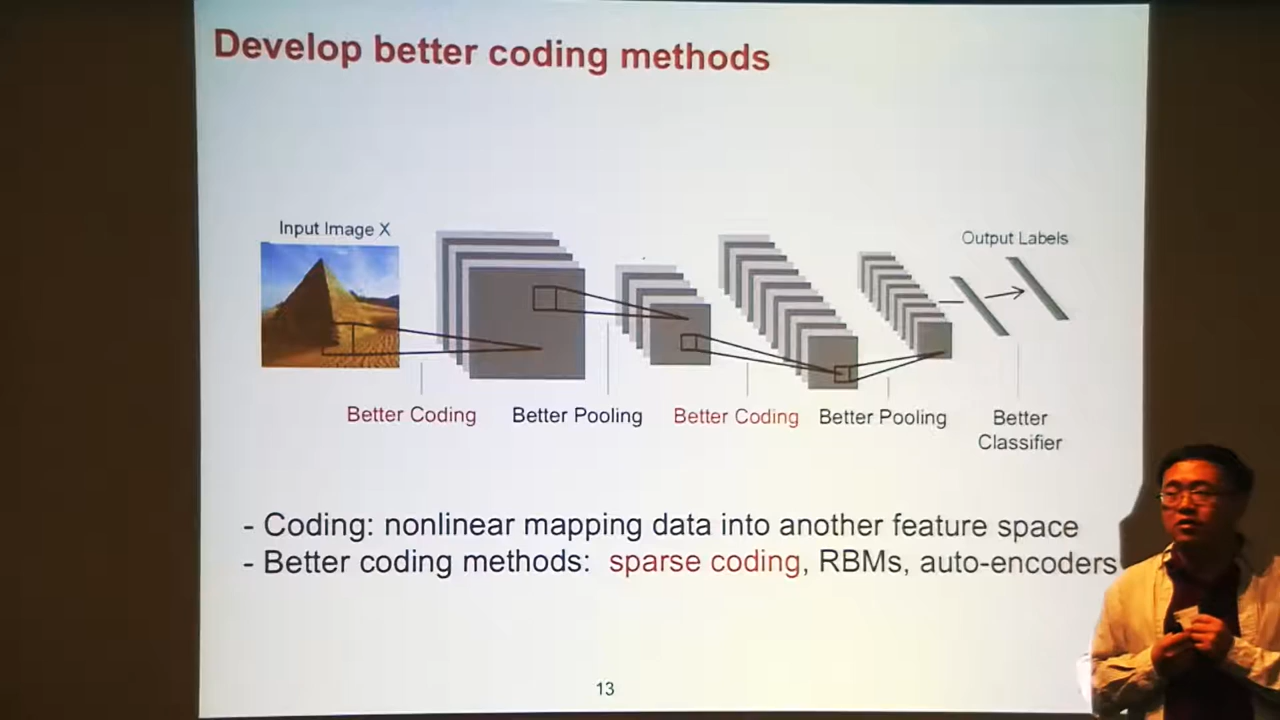 Develop better coding methods
Input Image X
Output Labels
Better Coding
Better Pooling
Better Coding
Better Pooling
Better
Classifier
- Coding: nonlinear mapping data into another feature space
- Better coding methods: sparse coding, RBMs, auto-encoders
13